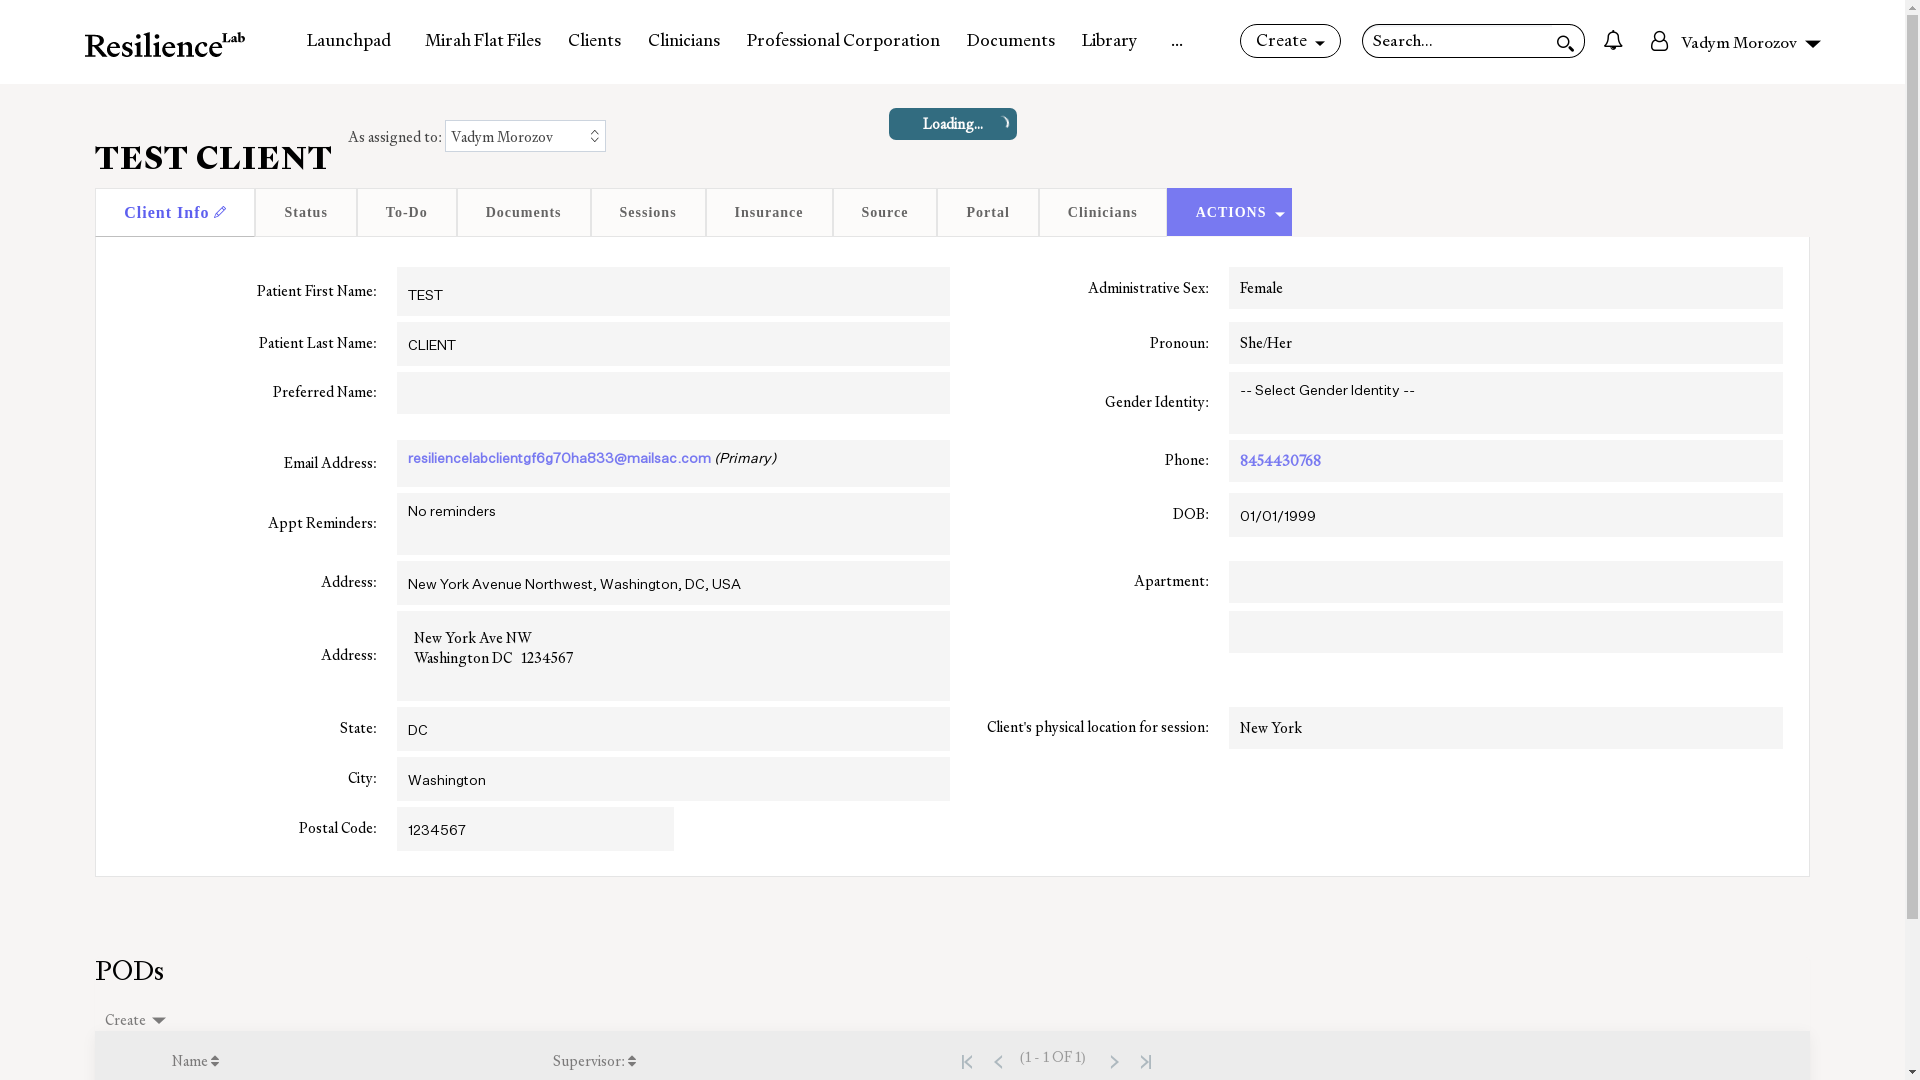 ResilienceLab
Launchpad Mirah Flat Files Clients Clinicians Professional Corporation Documents Library ... Create Search... Vadym Morozov
Loading...
TEST CLIENT As assigned to: Vadym Morozov
Client Info Status To-Do Documents Sessions Insurance Source Portal Clinicians ACTIONS
Patient First Name: TEST Administrative Sex: Female
Patient Last Name: CLIENT Pronoun: She/Her
Preferred Name: Gender Identity: -- Select Gender Identity --
Email Address: resiliencelabclientgf6g70ha833@mailsac.com (Primary) Phone: 8454430768
Appt Reminders: No reminders DOB: 01/01/1999
Address: New York Avenue Northwest, Washington, DC, USA Apartment:
Address: New York Ave NW
Washington DC 1234567
State: DC Client's physical location for session: New York
City: Washington
Postal Code: 1234567
PODs
Create
Name Supervisor: (1 - 1 OF 1)